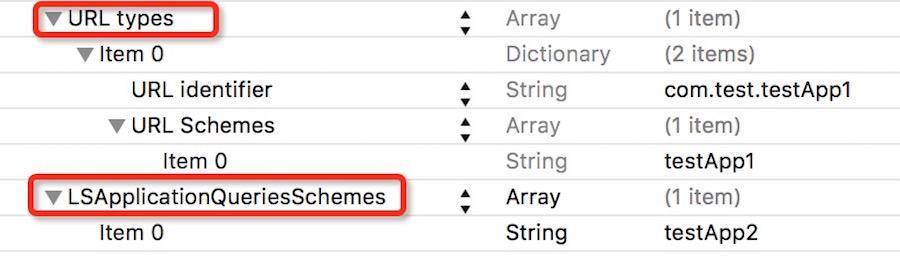 URL types Array (1 item)
Item 0 Dictionary (2 items)
URL identifier String com.test.testApp1
URL Schemes Array (1 item)
Item 0 String testApp1
LSApplicationQueriesSchemes Array (1 item)
Item 0 String testApp2